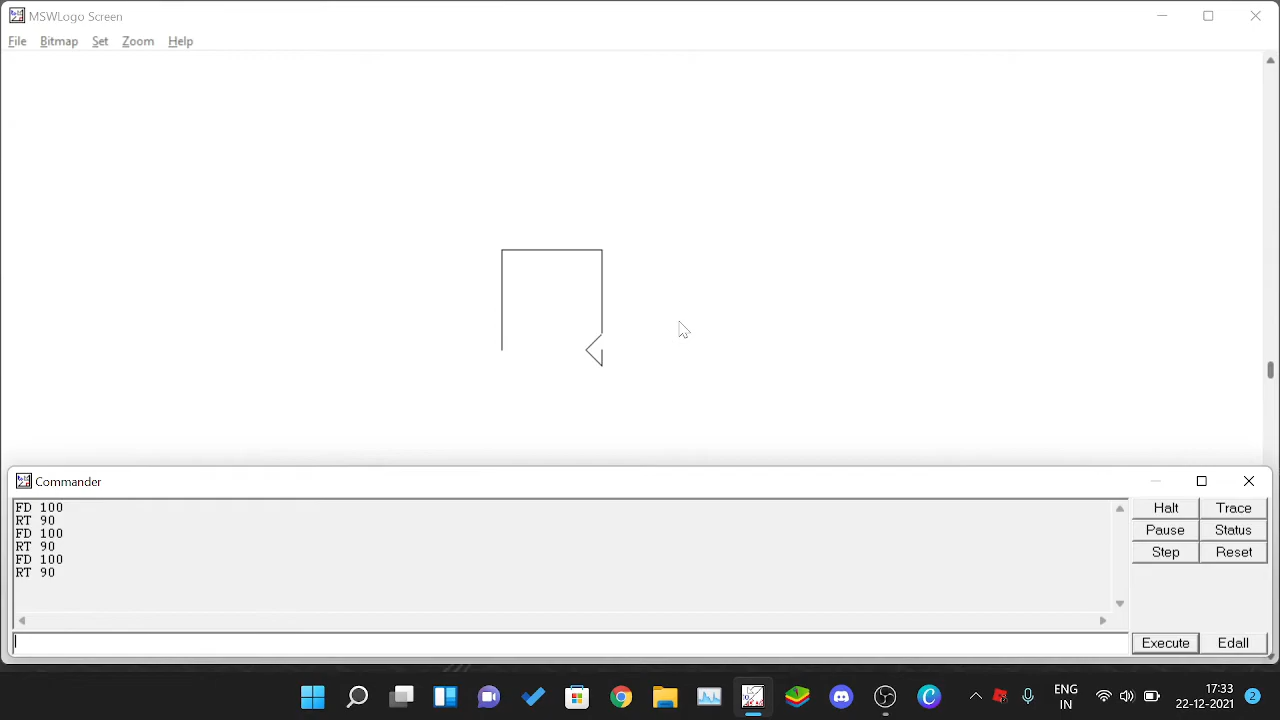 MSWLogo Screen
File Bitmap Set Zoom Help
Commander
FD 100
RT 90
FD 100
RT 90
FD 100
RT 90
Halt Trace
Pause Status
Step Reset
Execute Edall
ENG
IN
17:33
22-12-2021
2